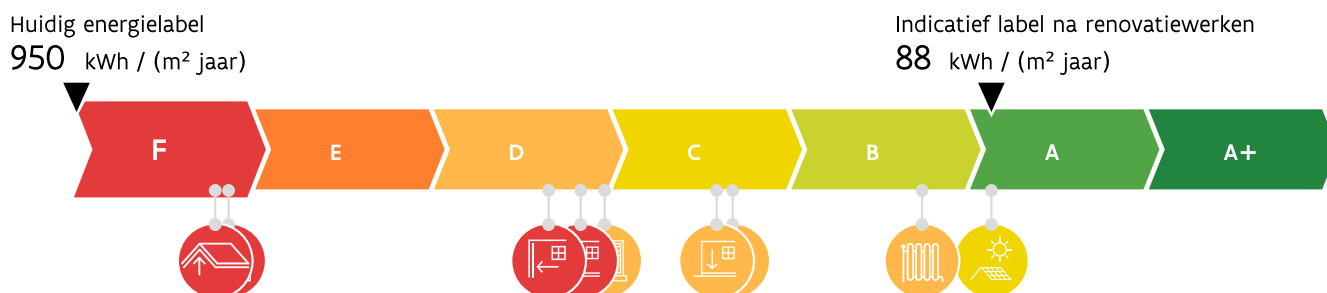 Huidig energielabel
950 kWh / (m² jaar)
Indicatief label na renovatiewerken
88 kWh / (m² jaar)
F E D C B A A+